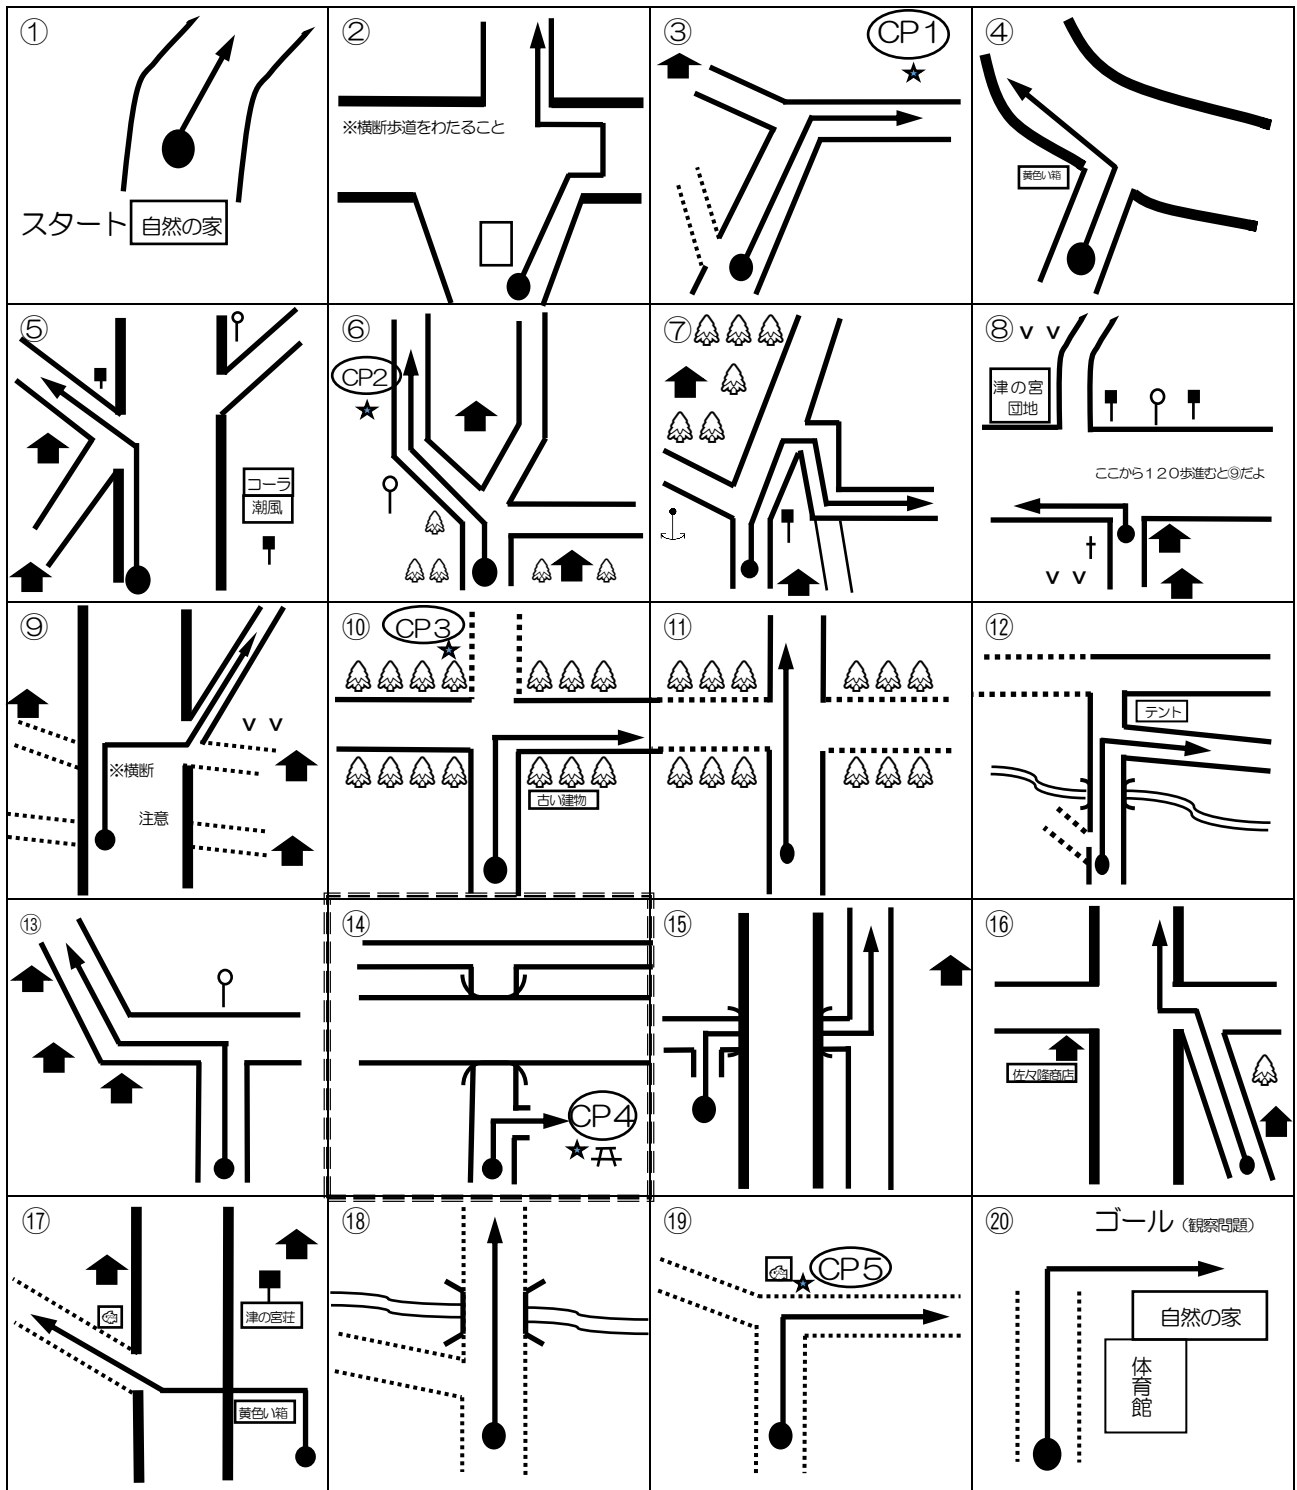 ①
スタート
自然の家
②
※横断歩道をわたること
③
CP1
④
黄色い箱
⑤
コーラ
潮風
⑥
CP2
⑦
⑧
津の宮
団地
ここから120歩進むと⑨だよ
⑨
※横断
注意
⑩
CP3
古い建物
⑪
⑫
テント
⑬
⑭
CP4
⑮
⑯
佐々隆商店
⑰
津の宮荘
黄色い箱
⑱
⑲
CP5
⑳
ゴール(観察問題)
自然の家
体
育
館